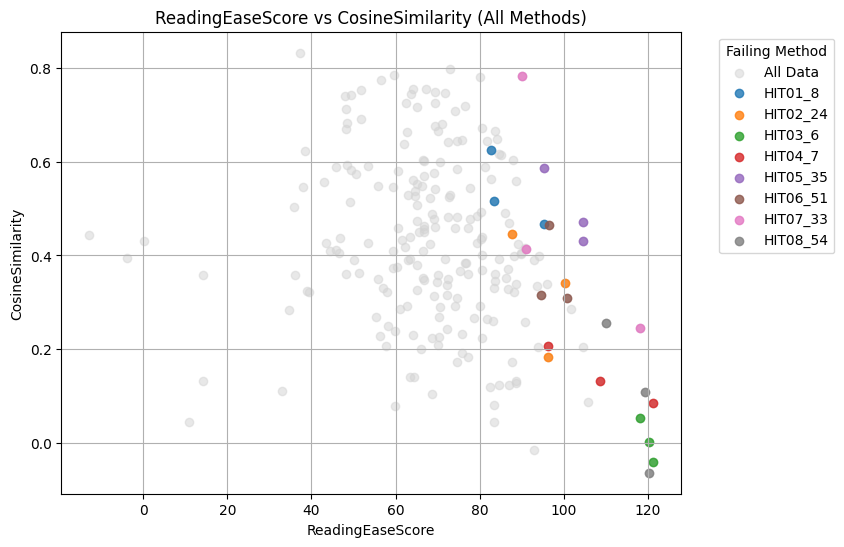 ReadingEaseScore vs CosineSimilarity (All Methods)
Failing Method
All Data
HIT01_8
HIT02_24
HIT03_6
HIT04_7
HIT05_35
HIT06_51
HIT07_33
HIT08_54
CosineSimilarity
0.8
0.6
0.4
0.2
0.0
0 20 40 60 80 100 120
ReadingEaseScore